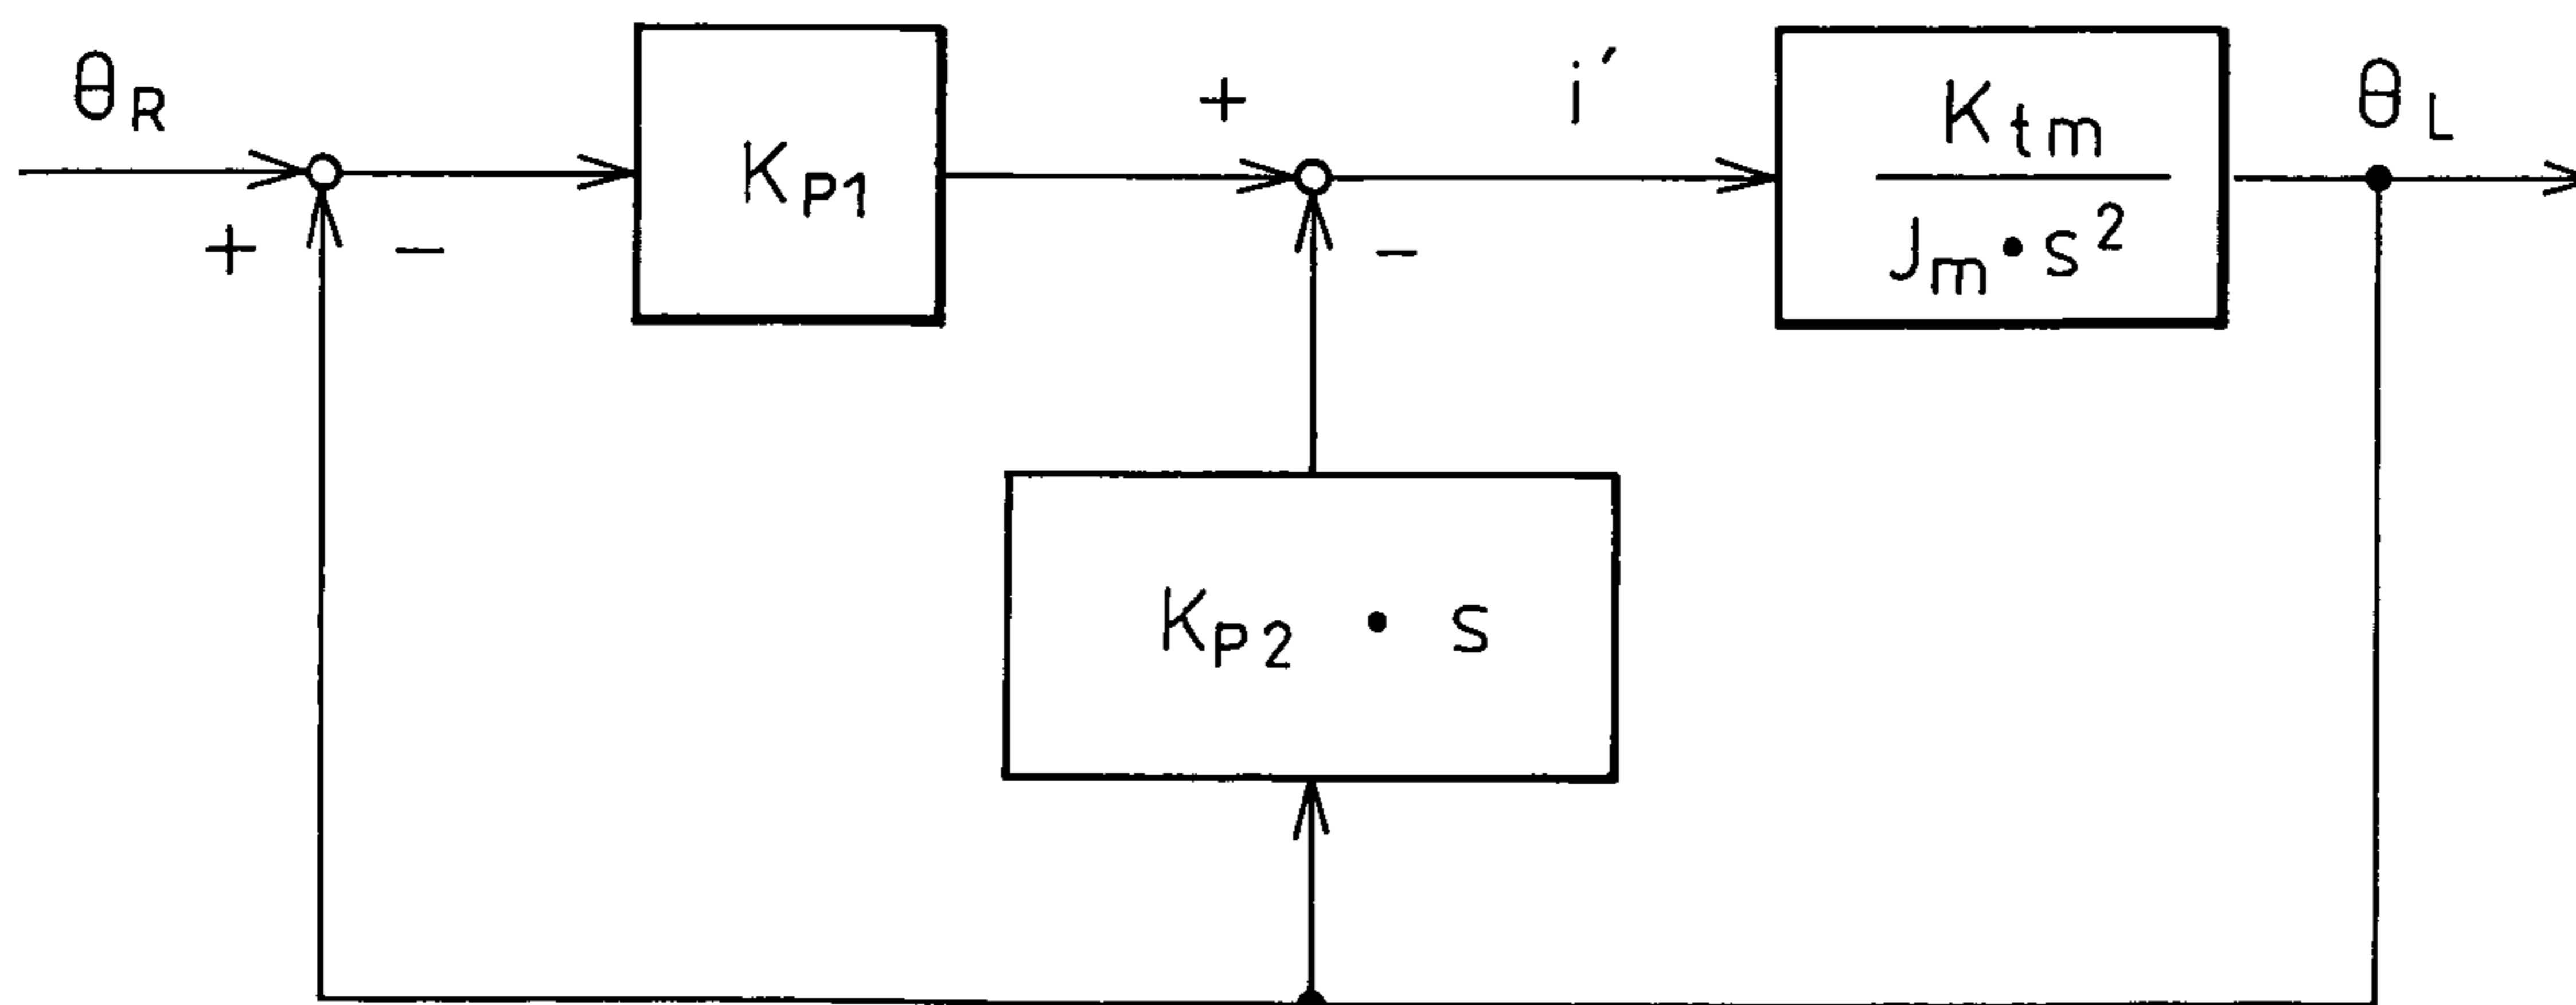 θR
+
−
KP1
+
−
i′
Ktm
Jm·s²
θL
KP2 · s